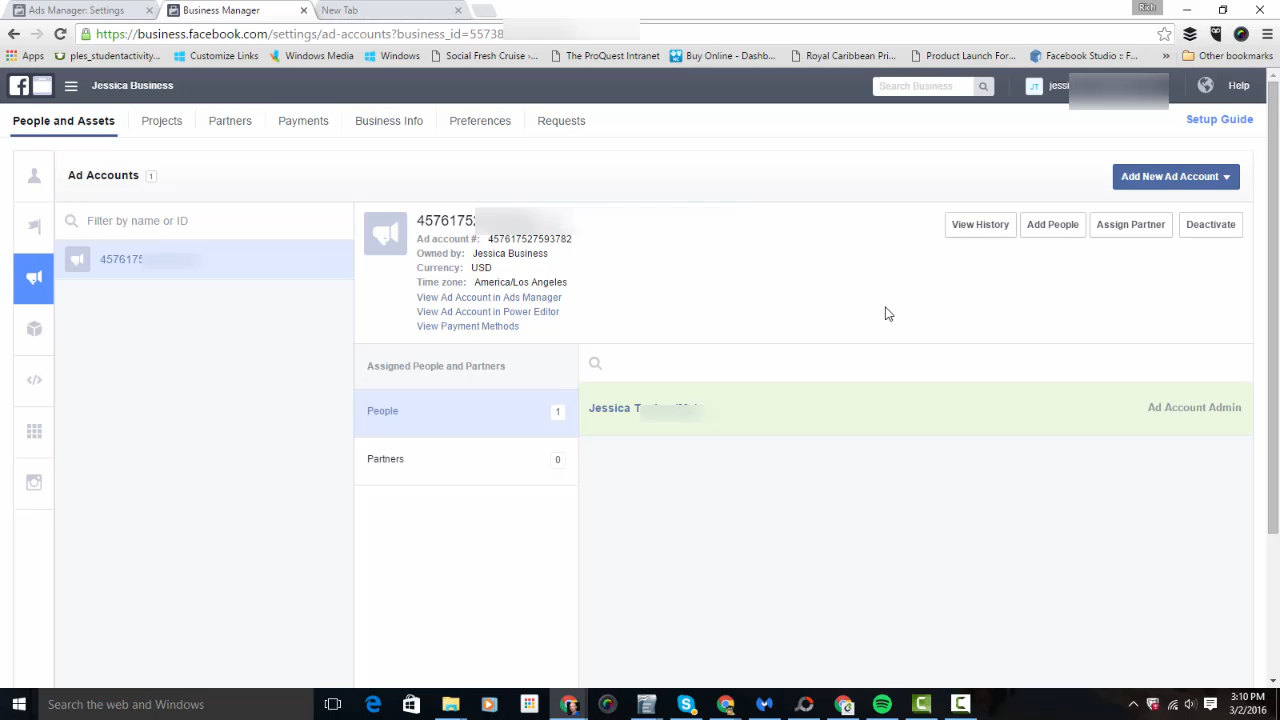 Ads Manager: Settings
Business Manager
New Tab
Rich
https://business.facebook.com/settings/ad-accounts?business_id=55738
Apps
ples_studentactivity...
Customize Links
Windows Media
Windows
Social Fresh Cruise -...
The ProQuest Intranet
Buy Online - Dashb...
Royal Caribbean Pri...
Product Launch For...
Facebook Studio :: F...
»
Other bookmarks
Jessica Business
Search Business
JT
jessi
Help
People and Assets
Projects
Partners
Payments
Business Info
Preferences
Requests
Setup Guide
Ad Accounts 1
Add New Ad Account
Filter by name or ID
4576175
4576175
Ad account #: 457617527593782
Owned by: Jessica Business
Currency: USD
Time zone: America/Los Angeles
View Ad Account in Ads Manager
View Ad Account in Power Editor
View Payment Methods
View History
Add People
Assign Partner
Deactivate
Assigned People and Partners
People 1
Partners 0
Jessica T
Ad Account Admin
Search the web and Windows
3:10 PM
3/2/2016